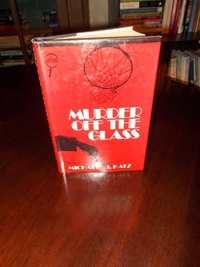 MURDER
OFF THE
GLASS
MICHAEL J. KATZ